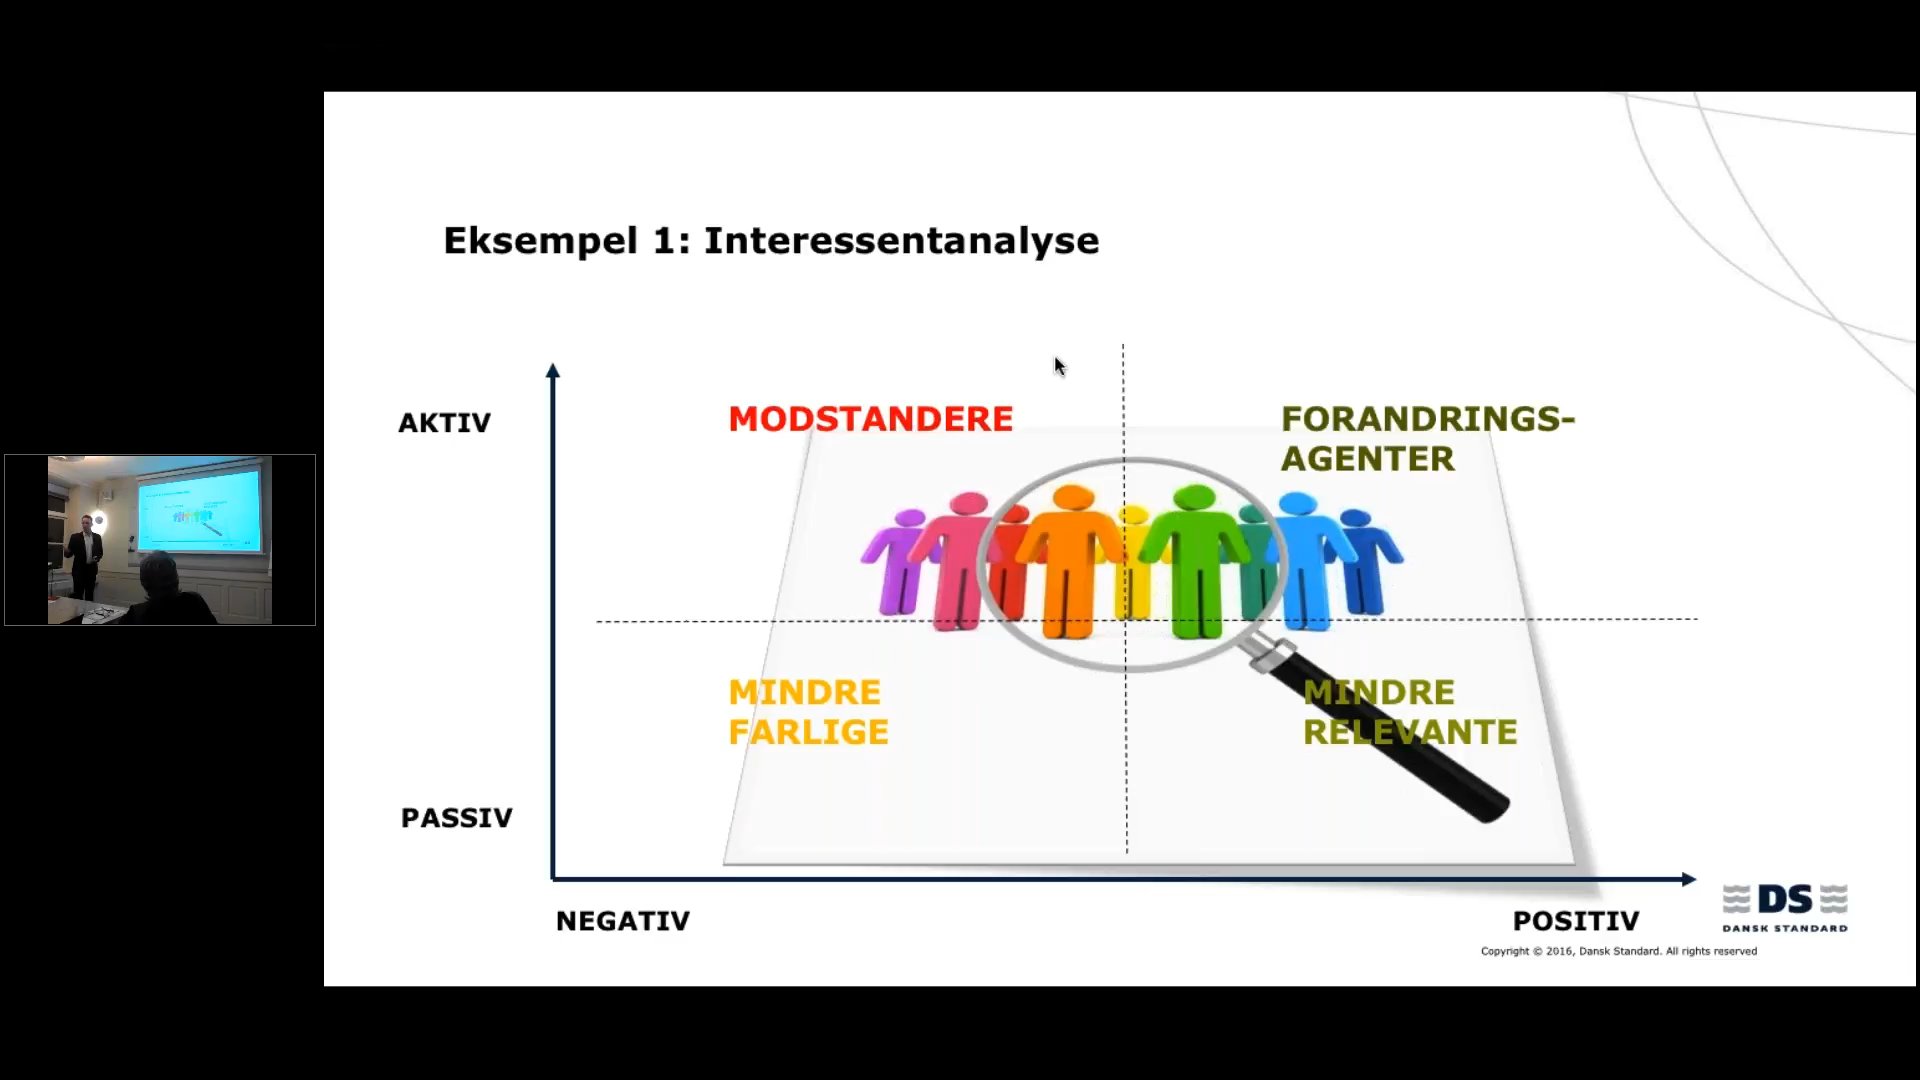 Eksempel 1: Interessentanalyse
AKTIV
MODSTANDERE
FORANDRINGS-
AGENTER
MINDRE
FARLIGE
MINDRE
RELEVANTE
PASSIV
NEGATIV
POSITIV
DS
DANSK STANDARD
Copyright © 2016, Dansk Standard. All rights reserved